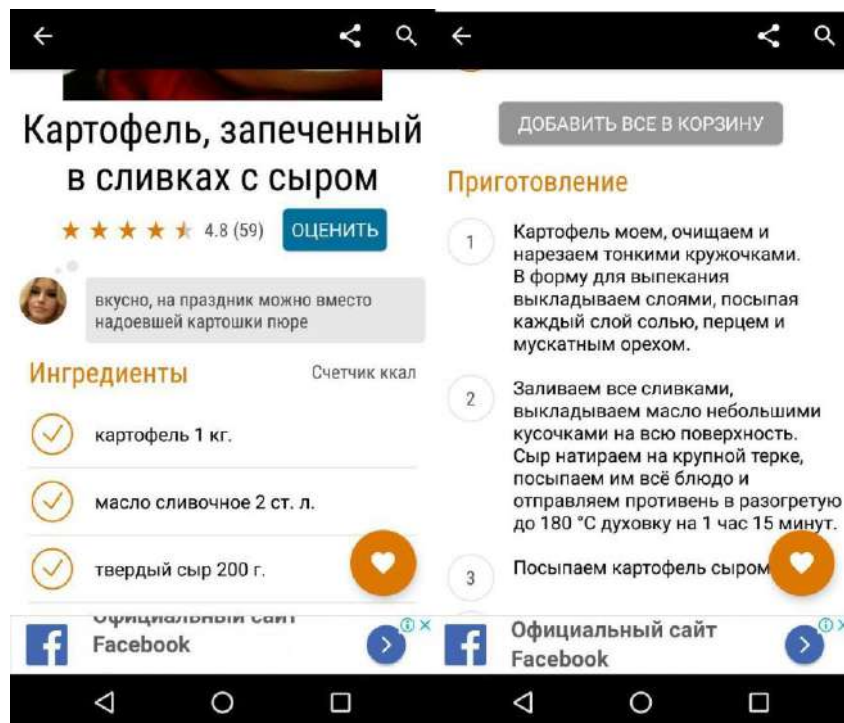 Картофель, запеченный
в сливках с сыром
4.8 (59)
ОЦЕНИТЬ
вкусно, на праздник можно вместо
надоевшей картошки пюре
Ингредиенты
Счетчик ккал
картофель 1 кг.
масло сливочное 2 ст. л.
твердый сыр 200 г.
Официальный сайт
Facebook
ДОБАВИТЬ ВСЕ В КОРЗИНУ
Приготовление
1
Картофель моем, очищаем и
нарезаем тонкими кружочками.
В форму для выпекания
выкладываем слоями, посыпая
каждый слой солью, перцем и
мускатным орехом.
2
Заливаем все сливками,
выкладываем масло небольшими
кусочками на всю поверхность.
Сыр натираем на крупной терке,
посыпаем им всё блюдо и
отправляем противень в разогретую
до 180 °C духовку на 1 час 15 минут.
3
Посыпаем картофель сыром
Официальный сайт
Facebook